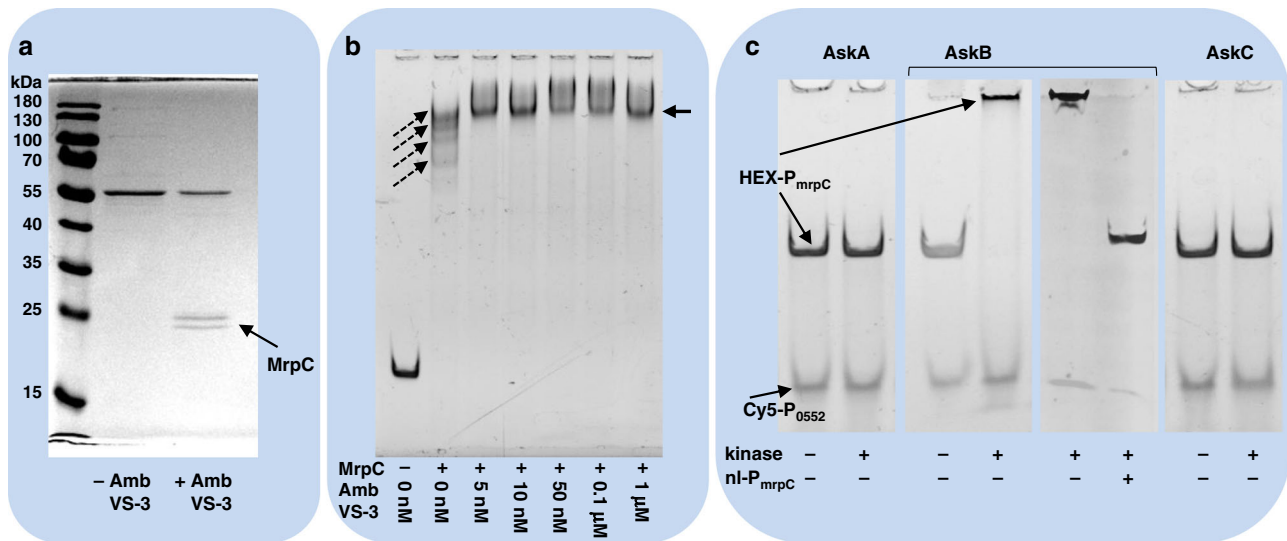 a
kDa
180
130
100
70
55
40
35
25
15
MrpC
– Amb VS-3
+ Amb VS-3
b
MrpC – + + + + + +
Amb VS-3 0 nM 0 nM 5 nM 10 nM 50 nM 0.1 µM 1 µM
c
AskA AskB AskC
HEX-PmrpC
Cy5-P0552
kinase – + – + + + – +
nl-PmrpC – – – – – + – –